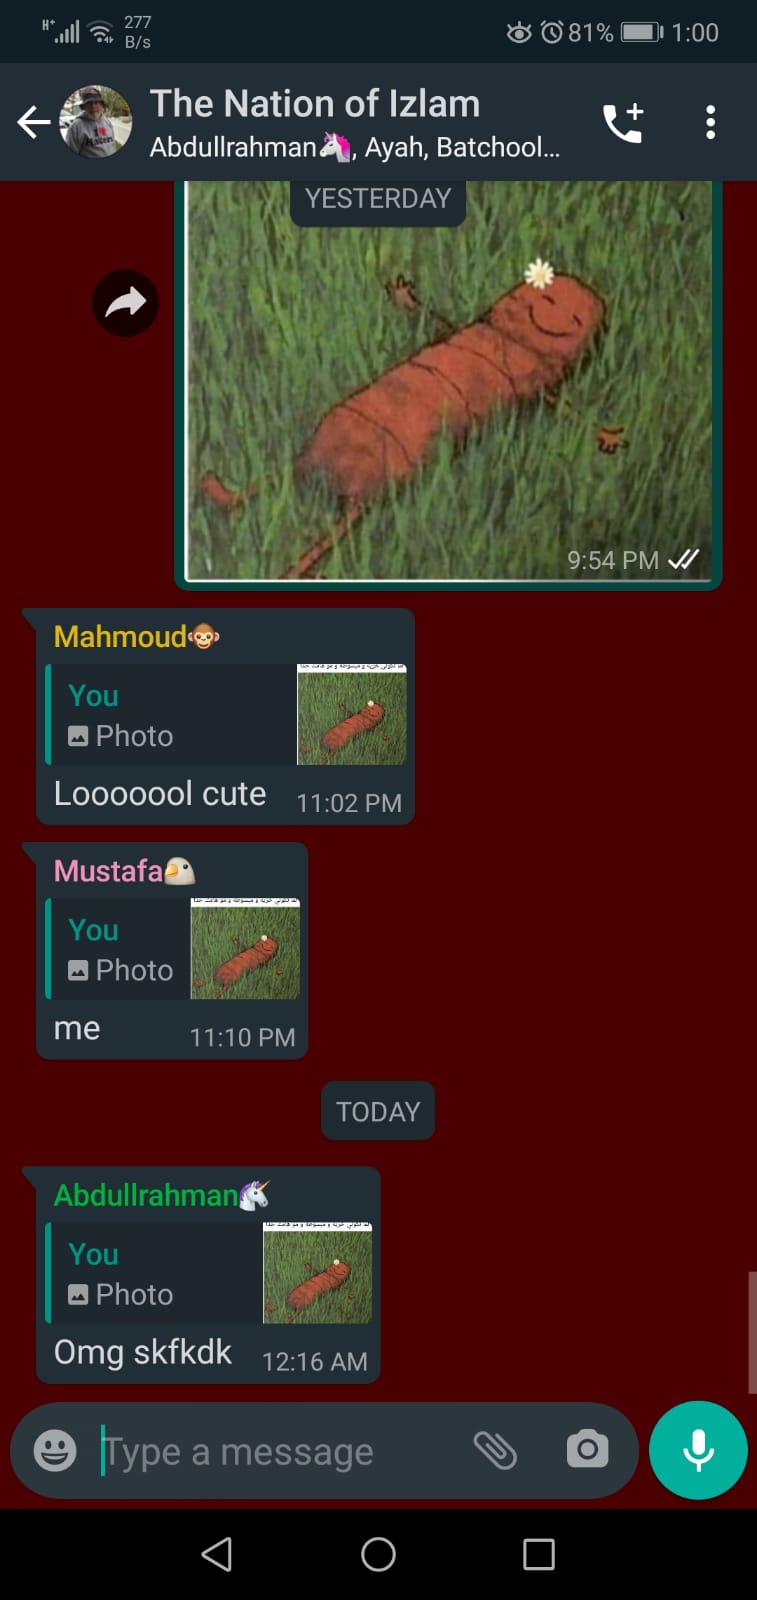 277
B/s
81%
1:00
The Nation of Izlam
Abdullrahman🦄, Ayah, Batchool...
YESTERDAY
9:54 PM
Mahmoud🐵
You
Photo
Looooool cute
11:02 PM
Mustafa🐤
You
Photo
me
11:10 PM
TODAY
Abdullrahman🦄
You
Photo
Omg skfkdk
12:16 AM
Type a message